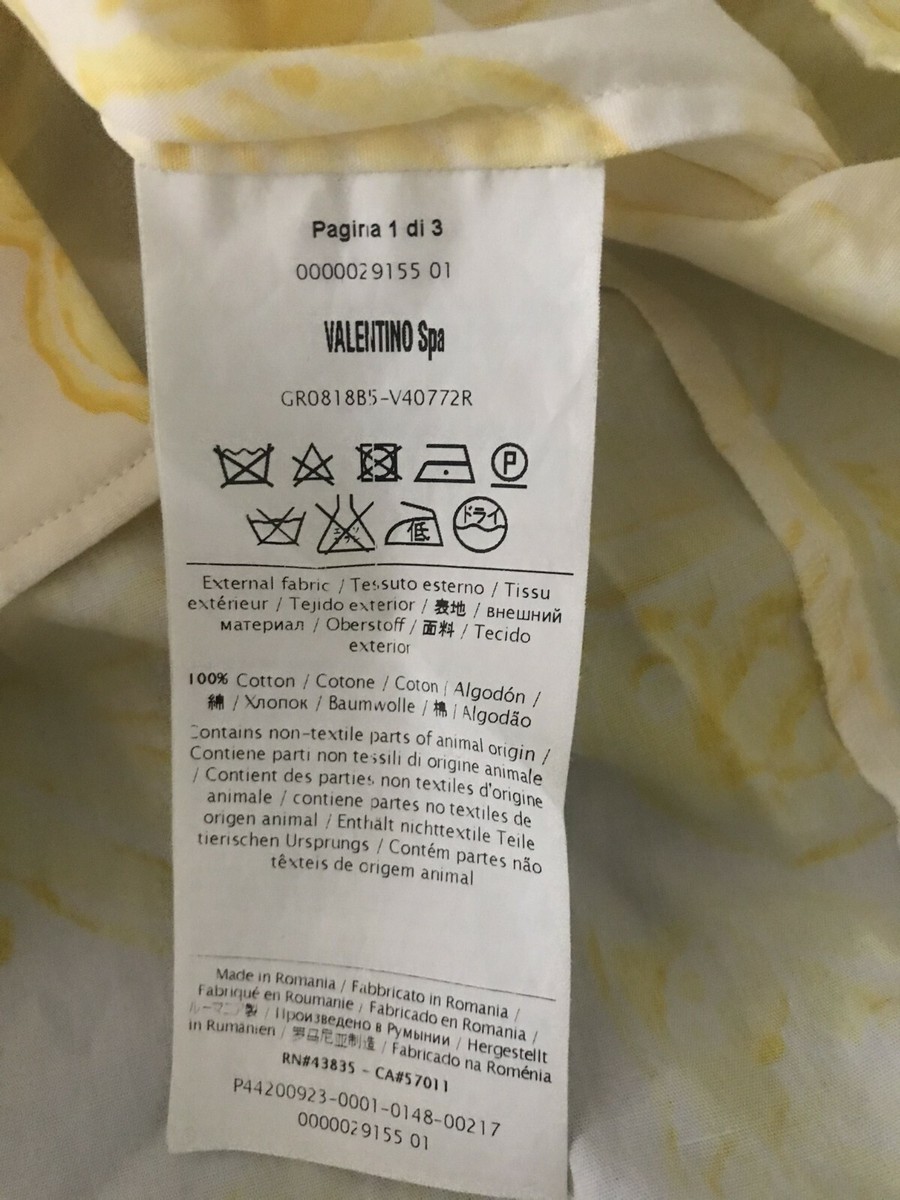 Pagina 1 di 3
0000029155 01
VALENTINO Spa
GR0818B5-V40772R
P
低 ドライ
External fabric / Tessuto esterno / Tissu
extérieur / Tejido exterior / 表地 / внешний
материал / Oberstoff / 面料 / Tecido
exterior
100% Cotton / Cotone / Coton / Algodón /
綿 / Хлопок / Baumwolle / 棉 / Algodão
Contains non-textile parts of animal origin /
Contiene parti non tessili di origine animale
/ Contient des parties non textiles d'origine
animale / contiene partes no textiles de
origen animal / Enthält nichttextile Teile
tierischen Ursprungs / Contém partes não
têxteis de origem animal
Made in Romania / Fabbricato in Romania /
Fabriqué en Roumanie / Fabricado en Romania /
ルーマニア製 / Произведено в Румынии / Hergestellt
in Rumänien / 罗马尼亚制造 / Fabricado na Roménia
RN#43835 - CA#57011
P44200923-0001-0148-00217
0000029155 01